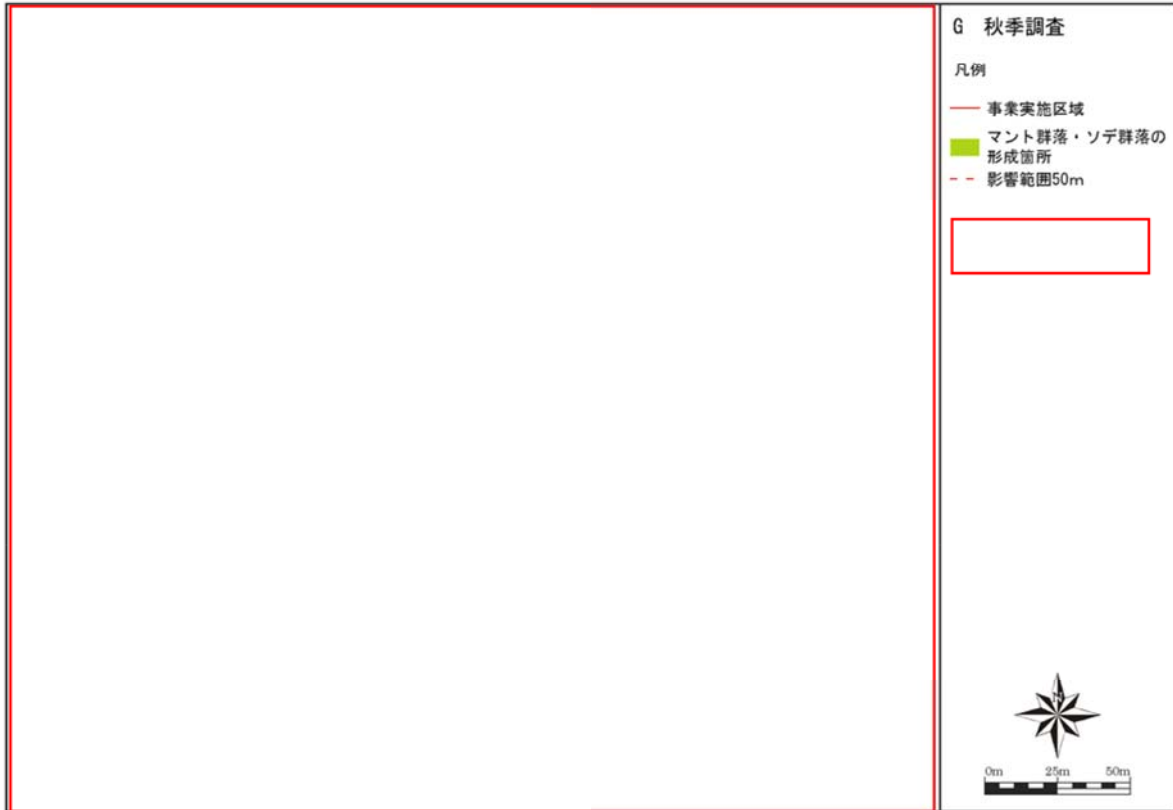 G 秋季調査
凡例
事業実施区域
マント群落・ソデ群落の
形成箇所
影響範囲50m
N
0m 25m 50m